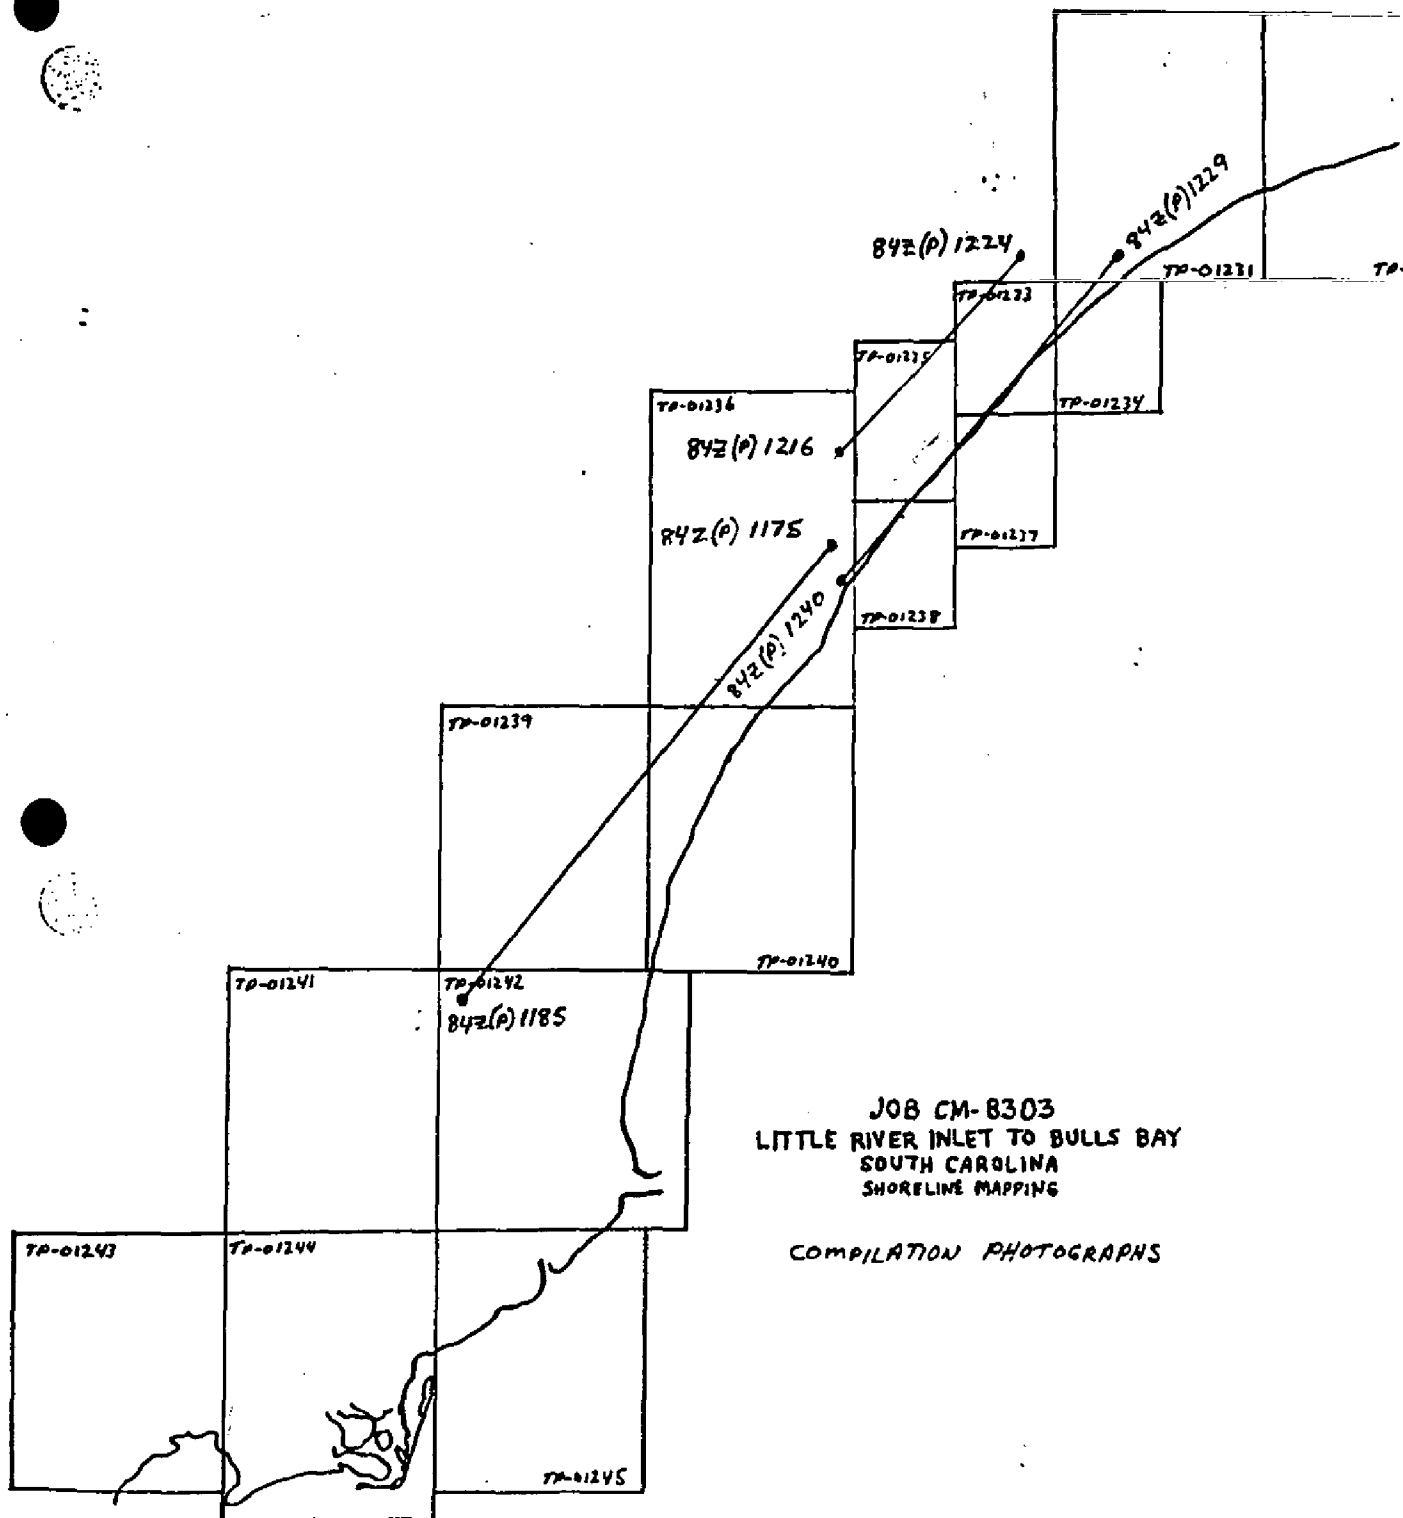 84Z(P)1229
84Z(P) 1224
TP-01231
TP-
TP-01233
TP-01235
TP-01236
TP-01234
84Z(P) 1216
84Z(P) 1175
TP-01237
84Z(P) 1240
TP-01238
TP-01239
TP-01240
TP-01241
TP-01242
84Z(P) 1185
JOB CM-8303
LITTLE RIVER INLET TO BULLS BAY
SOUTH CAROLINA
SHORELINE MAPPING
TP-01243
TP-01244
COMPILATION PHOTOGRAPHS
TP-01245